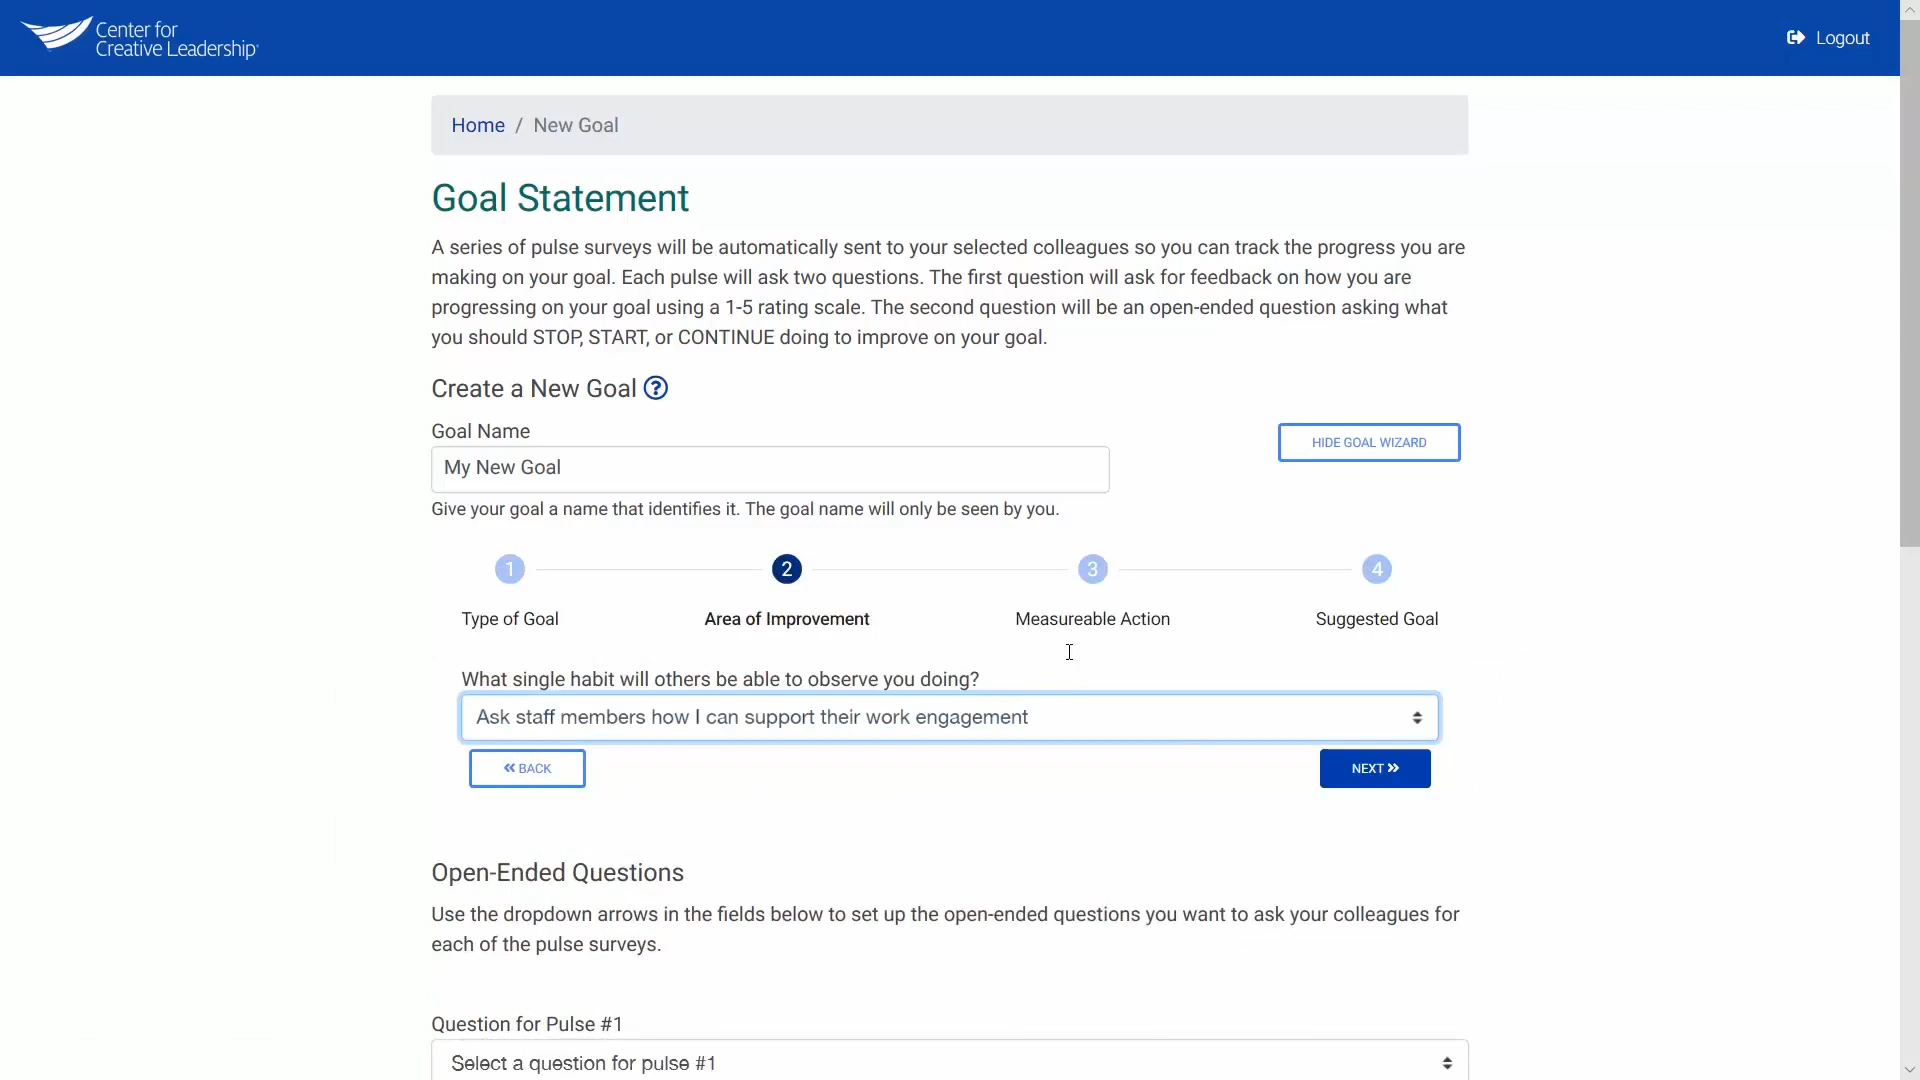 Center for
Creative Leadership
Logout
Home / New Goal
Goal Statement
A series of pulse surveys will be automatically sent to your selected colleagues so you can track the progress you are
making on your goal. Each pulse will ask two questions. The first question will ask for feedback on how you are
progressing on your goal using a 1-5 rating scale. The second question will be an open-ended question asking what
you should STOP, START, or CONTINUE doing to improve on your goal.
Create a New Goal ?
Goal Name
HIDE GOAL WIZARD
My New Goal
Give your goal a name that identifies it. The goal name will only be seen by you.
1 2 3 4
Type of Goal Area of Improvement Measureable Action Suggested Goal
What single habit will others be able to observe you doing?
Ask staff members how I can support their work engagement
« BACK NEXT »
Open-Ended Questions
Use the dropdown arrows in the fields below to set up the open-ended questions you want to ask your colleagues for
each of the pulse surveys.
Question for Pulse #1
Select a question for pulse #1